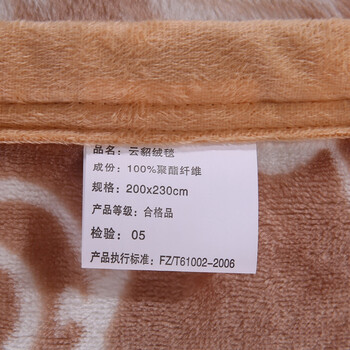 品名：云貂绒毯
成份：100%聚酯纤维
规格：200x230cm
产品等级：合格品
检验：05
产品执行标准：FZ/T61002-2006